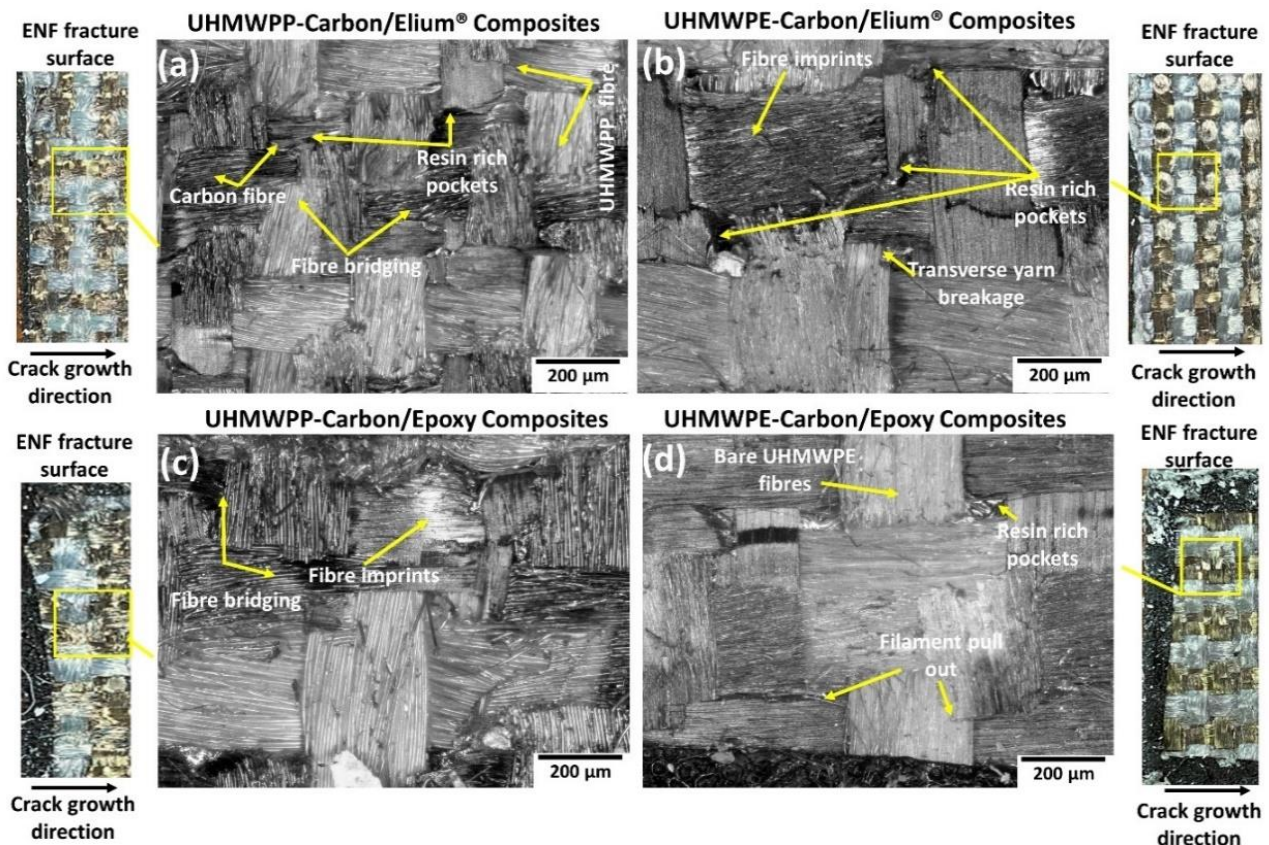 UHMWPP-Carbon/Elium® Composites
UHMWPE-Carbon/Elium® Composites
ENF fracture
surface
(a)
Carbon fibre
Resin rich
pockets
Fibre bridging
UHMWPP fibre
200 µm
Crack growth
direction
(b)
Fibre imprints
Resin rich
pockets
Transverse yarn
breakage
200 µm
ENF fracture
surface
Crack growth
direction
UHMWPP-Carbon/Epoxy Composites
UHMWPE-Carbon/Epoxy Composites
ENF fracture
surface
(c)
Fibre imprints
Fibre bridging
200 µm
Crack growth
direction
(d)
Bare UHMWPE
fibres
Resin rich
pockets
Filament pull
out
200 µm
ENF fracture
surface
Crack growth
direction